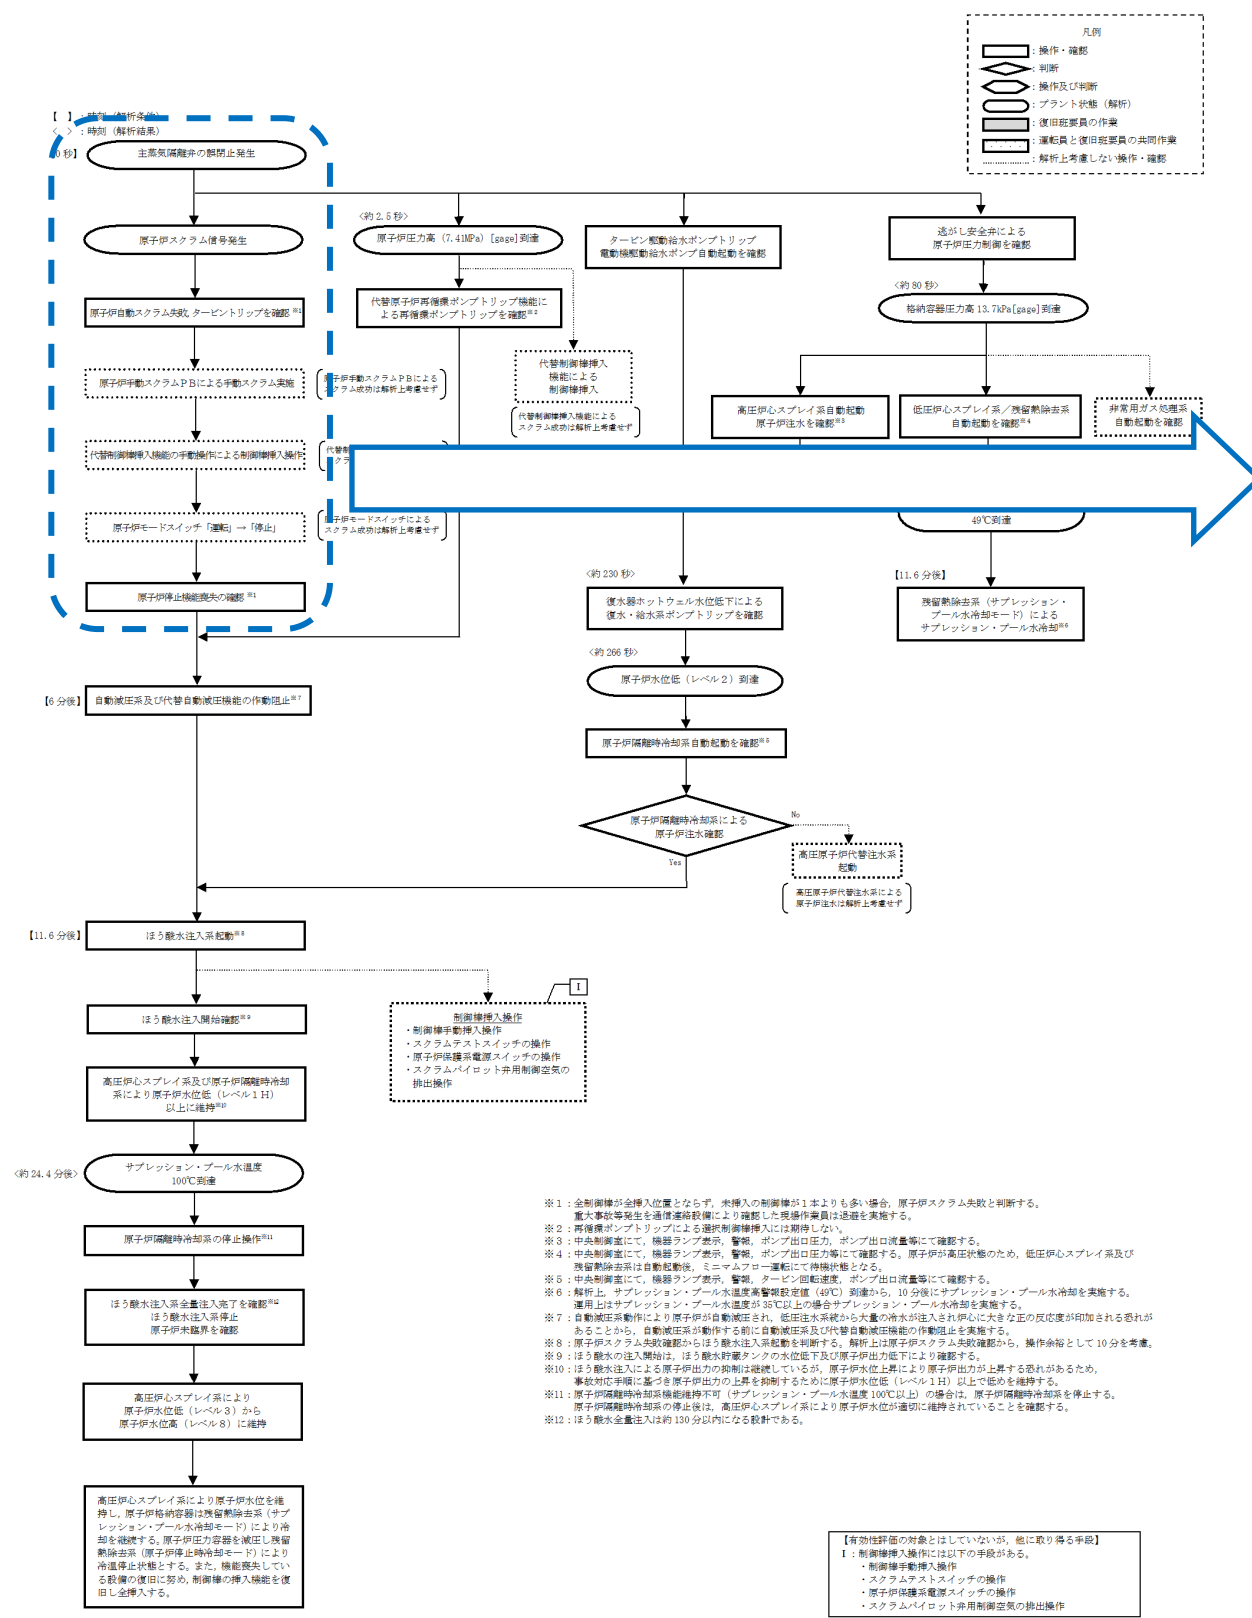 凡例
：操作・確認
：判断
：操作及び判断
：プラント状態（解析）
：復旧班要員の作業
：運転員と復旧班要員の共同作業
：解析上考慮しない操作・確認
【　】：時刻（解析条件）
＜　＞：時刻（解析結果）
0秒】
主蒸気隔離弁の誤閉止発生
原子炉スクラム信号発生
原子炉自動スクラム失敗,タービントリップを確認※1
原子炉手動スクラムＰＢによる手動スクラム実施
原子炉手動スクラムＰＢによる
スクラム成功は解析上考慮せず
代替制御棒挿入機能の手動操作による制御棒挿入操作
原子炉モードスイッチ「運転」→「停止」
原子炉モードスイッチによる
スクラム成功は解析上考慮せず
原子炉停止機能喪失の確認※1
<約2.5秒>
原子炉圧力高（7.41MPa）[gage]到達
代替原子炉再循環ポンプトリップ機能に
よる再循環ポンプトリップを確認※2
代替制御棒挿入
機能による
制御棒挿入
代替制御棒挿入機能による
スクラム成功は解析上考慮せず
タービン駆動給水ポンプトリップ
電動機駆動給水ポンプ自動起動を確認
逃がし安全弁による
原子炉圧力制御を確認
<約80秒>
格納容器圧力高13.7kPa[gage]到達
高圧炉心スプレイ系自動起動
原子炉注水を確認※3
低圧炉心スプレイ系／残留熱除去系
自動起動を確認※4
非常用ガス処理系
自動起動を確認
49℃到達
【11.6分後】
残留熱除去系（サプレッション・
プール水冷却モード）による
サプレッション・プール水冷却※6
<約230秒>
復水器ホットウェル水位低下による
復水・給水系ポンプトリップを確認
<約266秒>
原子炉水位低（レベル２）到達
原子炉隔離時冷却系自動起動を確認※5
原子炉隔離時冷却系による
原子炉注水確認
No
Yes
高圧原子炉代替注水系
起動
高圧原子炉代替注水系による
原子炉注水は解析上考慮せず
【6分後】
自動減圧系及び代替自動減圧機能の作動阻止※7
【11.6分後】
ほう酸水注入系起動※8
ほう酸水注入開始確認※9
I
制御棒挿入操作
・制御棒手動挿入操作
・スクラムテストスイッチの操作
・原子炉保護系電源スイッチの操作
・スクラムパイロット弁用制御空気の
排出操作
高圧炉心スプレイ系及び原子炉隔離時冷却
系により原子炉水位低（レベル１Ｈ）
以上に維持※10
<約24.4分後>
サプレッション・プール水温度
100℃到達
原子炉隔離時冷却系の停止操作※11
ほう酸水注入系全量注入完了を確認※12
ほう酸水注入系停止
原子炉未臨界を確認
高圧炉心スプレイ系により
原子炉水位低（レベル３）から
原子炉水位高（レベル８）に維持
高圧炉心スプレイ系により原子炉水位を維
持し，原子炉格納容器は残留熱除去系（サプ
レッション・プール水冷却モード）により冷
却を継続する。原子炉圧力容器を減圧し残留
熱除去系（原子炉停止時冷却モード）により
冷温停止状態とする。また，機能喪失してい
る設備の復旧に努め，制御棒の挿入機能を復
旧し全挿入する。
※１：全制御棒が全挿入位置とならず，未挿入の制御棒が１本よりも多い場合，原子炉スクラム失敗と判断する。
重大事故等発生を通信連絡設備により確認した現場作業員は退避を実施する。
※２：再循環ポンプトリップによる選択制御棒挿入には期待しない。
※３：中央制御室にて，機器ランプ表示，警報，ポンプ出口圧力，ポンプ出口流量等にて確認する。
※４：中央制御室にて，機器ランプ表示，警報，ポンプ出口圧力等にて確認する。原子炉が高圧状態のため，低圧炉心スプレイ系及び
残留熱除去系は自動起動後，ミニマムフロー運転にて待機状態となる。
※５：中央制御室にて，機器ランプ表示，警報，タービン回転速度，ポンプ出口流量等にて確認する。
※６：解析上，サプレッション・プール水温度高警報設定値（49℃）到達から，10分後にサプレッション・プール水冷却を実施する。
運用上はサプレッション・プール水温度が35℃以上の場合サプレッション・プール水冷却を実施する。
※７：自動減圧系動作により原子炉が自動減圧され，低圧注水系統から大量の冷水が注入され炉心に大きな正の反応度が印加される恐れが
あることから，自動減圧系が動作する前に自動減圧系及び代替自動減圧機能の作動阻止を実施する。
※８：原子炉スクラム失敗確認からほう酸水注入系起動を判断する。解析上は原子炉スクラム失敗確認から，操作余裕として10分を考慮。
※９：ほう酸水の注入開始は，ほう酸水貯蔵タンクの水位低下及び原子炉出力低下により確認する。
※10：ほう酸水注入による原子炉出力の抑制は継続しているが，原子炉水位上昇により原子炉出力が上昇する恐れがあるため，
事故対応手順に基づき原子炉出力の上昇を抑制するために原子炉水位低（レベル１Ｈ）以上で低めを維持する。
※11：原子炉隔離時冷却系機能維持不可（サプレッション・プール水温度100℃以上）の場合は，原子炉隔離時冷却系を停止する。
原子炉隔離時冷却系の停止後は，高圧炉心スプレイ系により原子炉水位が適切に維持されていることを確認する。
※12：ほう酸水全量注入は約130分以内になる設計である。
【有効性評価の対象とはしていないが，他に取り得る手段】
Ｉ：制御棒挿入操作には以下の手段がある。
・制御棒手動挿入操作
・スクラムテストスイッチの操作
・原子炉保護系電源スイッチの操作
・スクラムパイロット弁用制御空気の排出操作